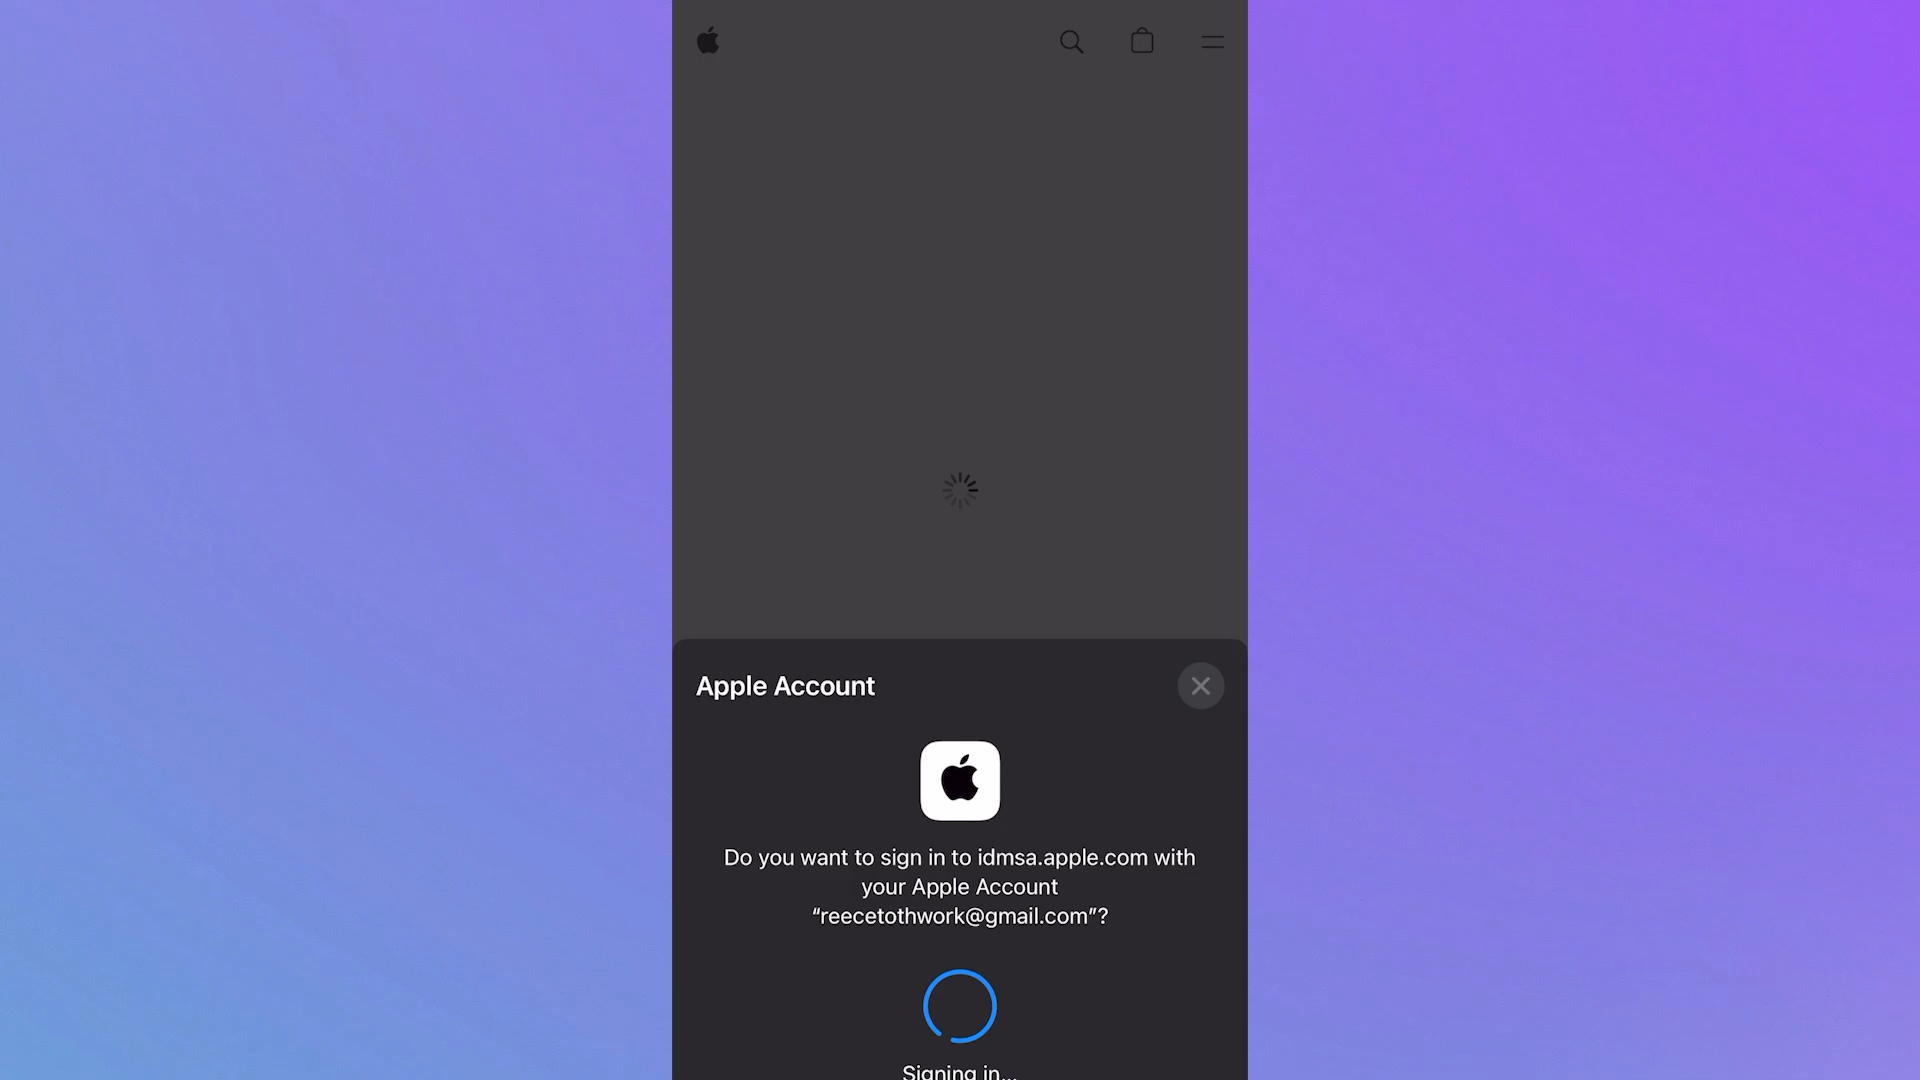 Apple Account
Do you want to sign in to idmsa.apple.com with
your Apple Account
“reecetothwork@gmail.com”?
Signing in...